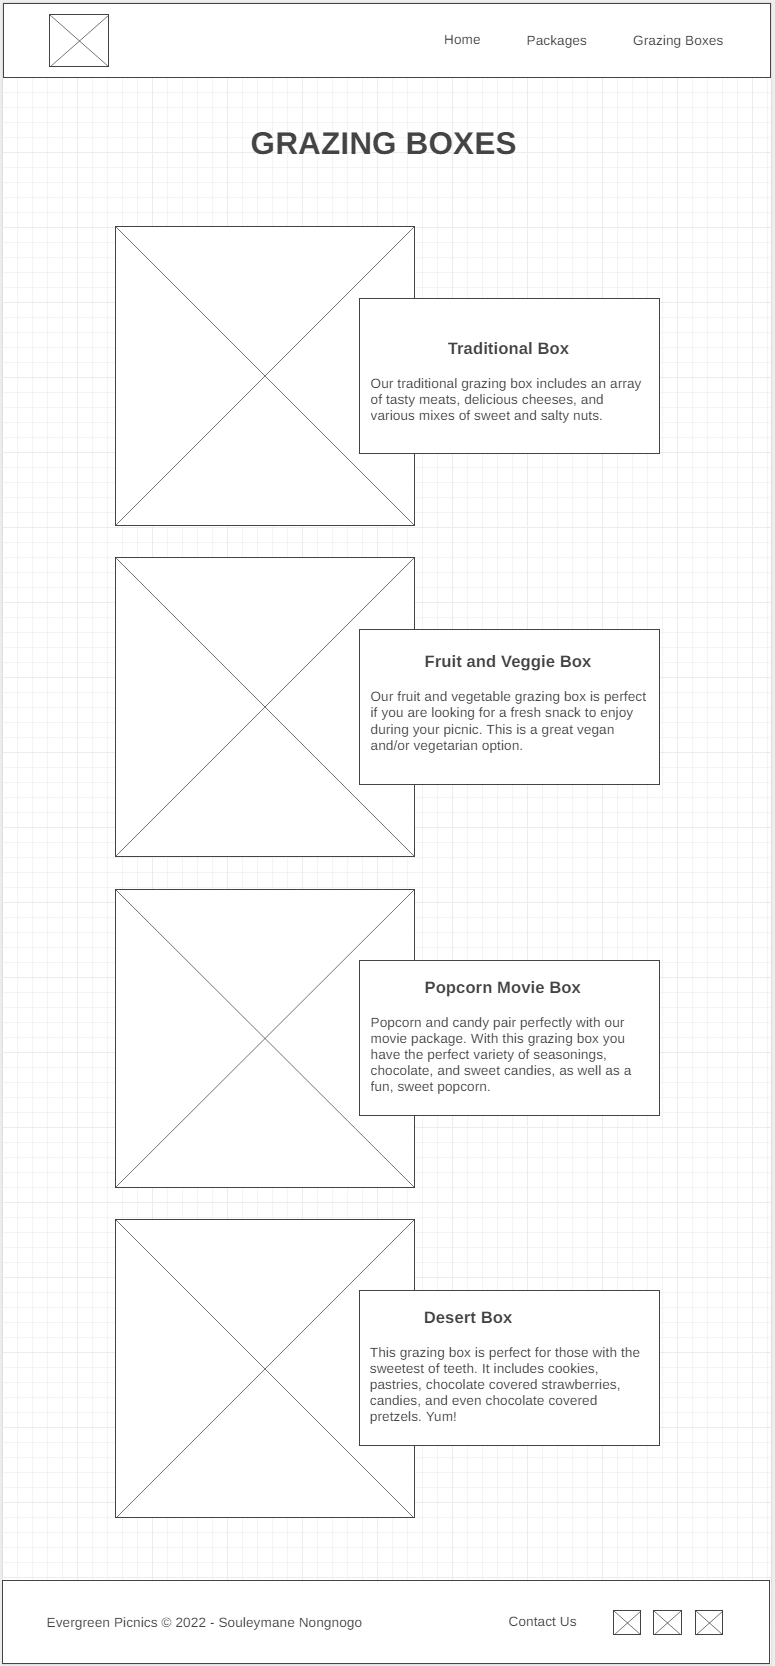 Home Packages Grazing Boxes
GRAZING BOXES
Traditional Box
Our traditional grazing box includes an array
of tasty meats, delicious cheeses, and
various mixes of sweet and salty nuts.
Fruit and Veggie Box
Our fruit and vegetable grazing box is perfect
if you are looking for a fresh snack to enjoy
during your picnic. This is a great vegan
and/or vegetarian option.
Popcorn Movie Box
Popcorn and candy pair perfectly with our
movie package. With this grazing box you
have the perfect variety of seasonings,
chocolate, and sweet candies, as well as a
fun, sweet popcorn.
Desert Box
This grazing box is perfect for those with the
sweetest of teeth. It includes cookies,
pastries, chocolate covered strawberries,
candies, and even chocolate covered
pretzels. Yum!
Evergreen Picnics © 2022 - Souleymane Nongnogo Contact Us